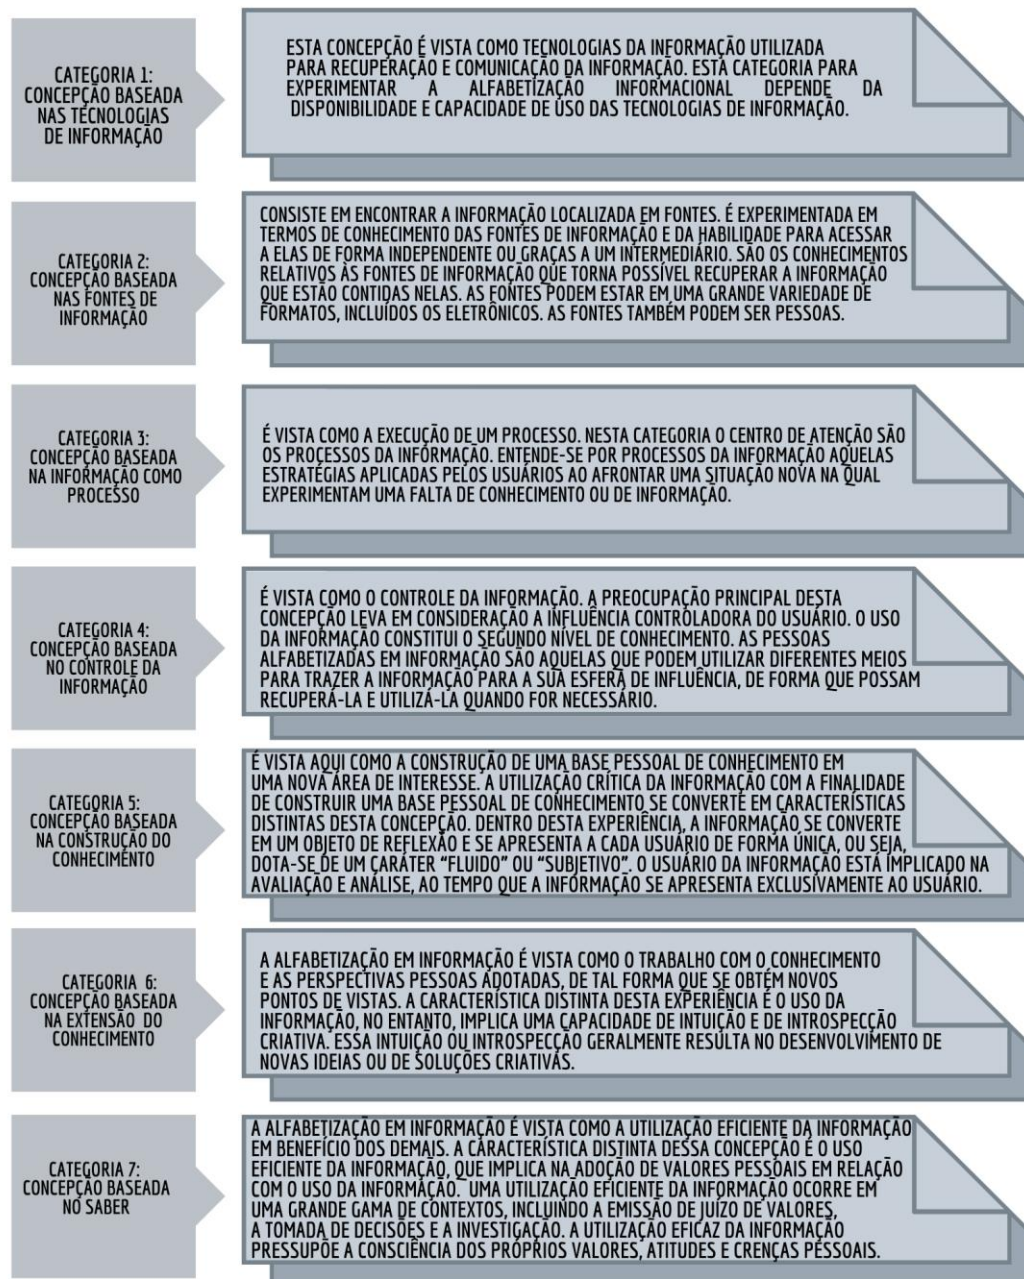 CATEGORIA 1:
CONCEPÇÃO BASEADA
NAS TECNOLOGIAS
DE INFORMAÇÃO
ESTA CONCEPÇÃO É VISTA COMO TECNOLOGIAS DA INFORMAÇÃO UTILIZADA
PARA RECUPERAÇÃO E COMUNICAÇÃO DA INFORMAÇÃO. ESTA CATEGORIA PARA
EXPERIMENTAR A ALFABETIZAÇÃO INFORMACIONAL DEPENDE DA
DISPONIBILIDADE E CAPACIDADE DE USO DAS TECNOLOGIAS DE INFORMAÇÃO.
CATEGORIA 2:
CONCEPÇÃO BASEADA
NAS FONTES DE
INFORMAÇÃO
CONSISTE EM ENCONTRAR A INFORMAÇÃO LOCALIZADA EM FONTES. É EXPERIMENTADA EM
TERMOS DE CONHECIMENTO DAS FONTES DE INFORMAÇÃO E DA HABILIDADE PARA ACESSAR
A ELAS DE FORMA INDEPENDENTE OU GRAÇAS A UM INTERMEDIÁRIO. SÃO OS CONHECIMENTOS
RELATIVOS ÀS FONTES DE INFORMAÇÃO QUE TORNA POSSÍVEL RECUPERAR A INFORMAÇÃO
QUE ESTÃO CONTIDAS NELAS. AS FONTES PODEM ESTAR EM UMA GRANDE VARIEDADE DE
FORMATOS, INCLUÍDOS OS ELETRÔNICOS. AS FONTES TAMBÉM PODEM SER PESSOAS.
CATEGORIA 3:
CONCEPÇÃO BASEADA
NA INFORMAÇÃO COMO
PROCESSO
É VISTA COMO A EXECUÇÃO DE UM PROCESSO. NESTA CATEGORIA O CENTRO DE ATENÇÃO SÃO
OS PROCESSOS DA INFORMAÇÃO. ENTENDE-SE POR PROCESSOS DA INFORMAÇÃO AQUELAS
ESTRATÉGIAS APLICADAS PELOS USUÁRIOS AO AFRONTAR UMA SITUAÇÃO NOVA NA QUAL
EXPERIMENTAM UMA FALTA DE CONHECIMENTO OU DE INFORMAÇÃO.
CATEGORIA 4:
CONCEPÇÃO BASEADA
NO CONTROLE DA
INFORMAÇÃO
É VISTA COMO O CONTROLE DA INFORMAÇÃO. A PREOCUPAÇÃO PRINCIPAL DESTA
CONCEPÇÃO LEVA EM CONSIDERAÇÃO A INFLUÊNCIA CONTROLADORA DO USUÁRIO. O USO
DA INFORMAÇÃO CONSTITUI O SEGUNDO NÍVEL DE CONHECIMENTO. AS PESSOAS
ALFABETIZADAS EM INFORMAÇÃO SÃO AQUELAS QUE PODEM UTILIZAR DIFERENTES MEIOS
PARA TRAZER A INFORMAÇÃO PARA A SUA ESFERA DE INFLUÊNCIA, DE FORMA QUE POSSAM
RECUPERÁ-LA E UTILIZÁ-LA QUANDO FOR NECESSÁRIO.
CATEGORIA 5:
CONCEPÇÃO BASEADA
NA CONSTRUÇÃO DO
CONHECIMENTO
É VISTA AQUI COMO A CONSTRUÇÃO DE UMA BASE PESSOAL DE CONHECIMENTO EM
UMA NOVA ÁREA DE INTERESSE. A UTILIZAÇÃO CRÍTICA DA INFORMAÇÃO COM A FINALIDADE
DE CONSTRUIR UMA BASE PESSOAL DE CONHECIMENTO SE CONVERTE EM CARACTERÍSTICAS
DISTINTAS DESTA CONCEPÇÃO. DENTRO DESTA EXPERIÊNCIA, A INFORMAÇÃO SE CONVERTE
EM UM OBJETO DE REFLEXÃO E SE APRESENTA A CADA USUÁRIO DE FORMA ÚNICA, OU SEJA,
DOTA-SE DE UM CARÁTER “FLUIDO” OU “SUBJETIVO”. O USUÁRIO DA INFORMAÇÃO ESTÁ IMPLICADO NA
AVALIAÇÃO E ANÁLISE, AO TEMPO QUE A INFORMAÇÃO SE APRESENTA EXCLUSIVAMENTE AO USUÁRIO.
CATEGORIA 6:
CONCEPÇÃO BASEADA
NA EXTENSÃO DO
CONHECIMENTO
A ALFABETIZAÇÃO EM INFORMAÇÃO É VISTA COMO O TRABALHO COM O CONHECIMENTO
E AS PERSPECTIVAS PESSOAS ADOTADAS, DE TAL FORMA QUE SE OBTÉM NOVOS
PONTOS DE VISTAS. A CARACTERÍSTICA DISTINTA DESTA EXPERIÊNCIA É O USO DA
INFORMAÇÃO, NO ENTANTO, IMPLICA UMA CAPACIDADE DE INTUIÇÃO E DE INTROSPECÇÃO
CRIATIVA. ESSA INTUIÇÃO OU INTROSPECÇÃO GERALMENTE RESULTA NO DESENVOLVIMENTO DE
NOVAS IDEIAS OU DE SOLUÇÕES CRIATIVAS.
CATEGORIA 7:
CONCEPÇÃO BASEADA
NO SABER
A ALFABETIZAÇÃO EM INFORMAÇÃO É VISTA COMO A UTILIZAÇÃO EFICIENTE DA INFORMAÇÃO
EM BENEFÍCIO DOS DEMAIS. A CARACTERÍSTICA DISTINTA DESSA CONCEPÇÃO É O USO
EFICIENTE DA INFORMAÇÃO, QUE IMPLICA NA ADOÇÃO DE VALORES PESSOAIS EM RELAÇÃO
COM O USO DA INFORMAÇÃO. UMA UTILIZAÇÃO EFICIENTE DA INFORMAÇÃO OCORRE EM
UMA GRANDE GAMA DE CONTEXTOS, INCLUINDO A EMISSÃO DE JUÍZO DE VALORES,
A TOMADA DE DECISÕES E A INVESTIGAÇÃO. A UTILIZAÇÃO EFICAZ DA INFORMAÇÃO
PRESSUPÕE A CONSCIÊNCIA DOS PRÓPRIOS VALORES, ATITUDES E CRENÇAS PESSOAIS.